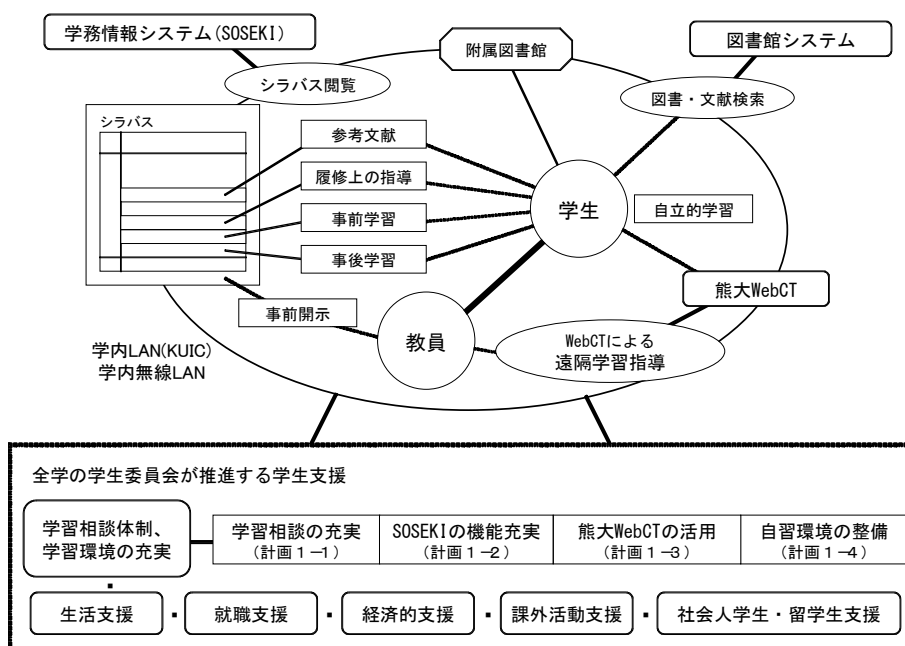 学務情報システム(SOSEKI)
附属図書館
図書館システム
シラバス閲覧
図書・文献検索
シラバス
参考文献
履修上の指導
事前学習
事後学習
学生
自立的学習
事前開示
教員
熊大WebCT
WebCTによる
遠隔学習指導
学内LAN(KUIC)
学内無線LAN
全学の学生委員会が推進する学生支援
学習相談体制、
学習環境の充実
学習相談の充実
(計画1-1)
SOSEKIの機能充実
(計画1-2)
熊大WebCTの活用
(計画1-3)
自習環境の整備
(計画1-4)
生活支援
就職支援
経済的支援
課外活動支援
社会人学生・留学生支援